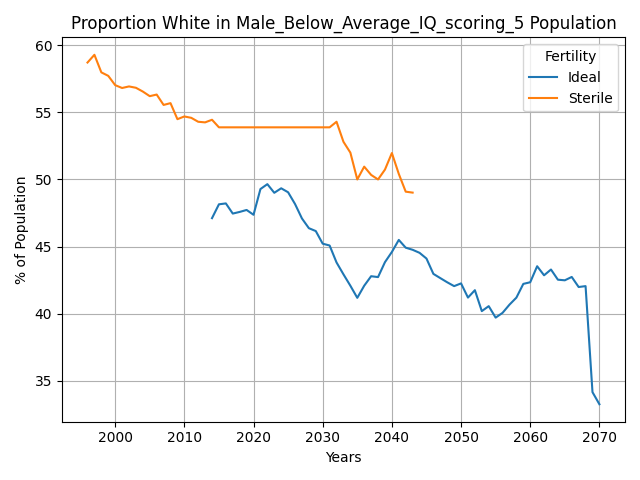 Proportion White in Male_Below_Average_IQ_scoring_5 Population
Fertility
Ideal
Sterile
% of Population
60
55
50
45
40
35
2000
2010
2020
2030
2040
2050
2060
2070
Years